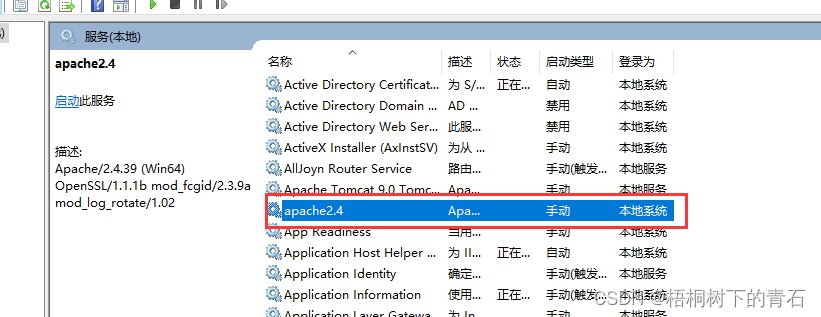 服务(本地)
apache2.4
启动此服务
描述:
Apache/2.4.39 (Win64)
OpenSSL/1.1.1b mod_fcgid/2.3.9a
mod_log_rotate/1.02
名称 描述 状态 启动类型 登录为
Active Directory Certificat... 为 S/... 正在... 自动 本地系统
Active Directory Domain ... AD ... 禁用 本地系统
Active Directory Web Ser... 此服... 禁用 本地系统
ActiveX Installer (AxInstSV) 为从 ... 手动 本地系统
AllJoyn Router Service 路由... 手动(触发... 本地服务
Apache Tomcat 9.0 Tomc... Apa... 手动 本地服务
apache2.4 Apa... 手动 本地系统
App Readiness 当用... 手动 本地系统
Application Host Helper ... 为 II... 正在... 自动 本地系统
Application Identity 确定... 手动(触发... 本地服务
Application Information 使用... 正在... 手动(触发... 本地系统
Application Layer Gatewa... 为 In... 手动 本地服务
CSDN @梧桐树下的青石